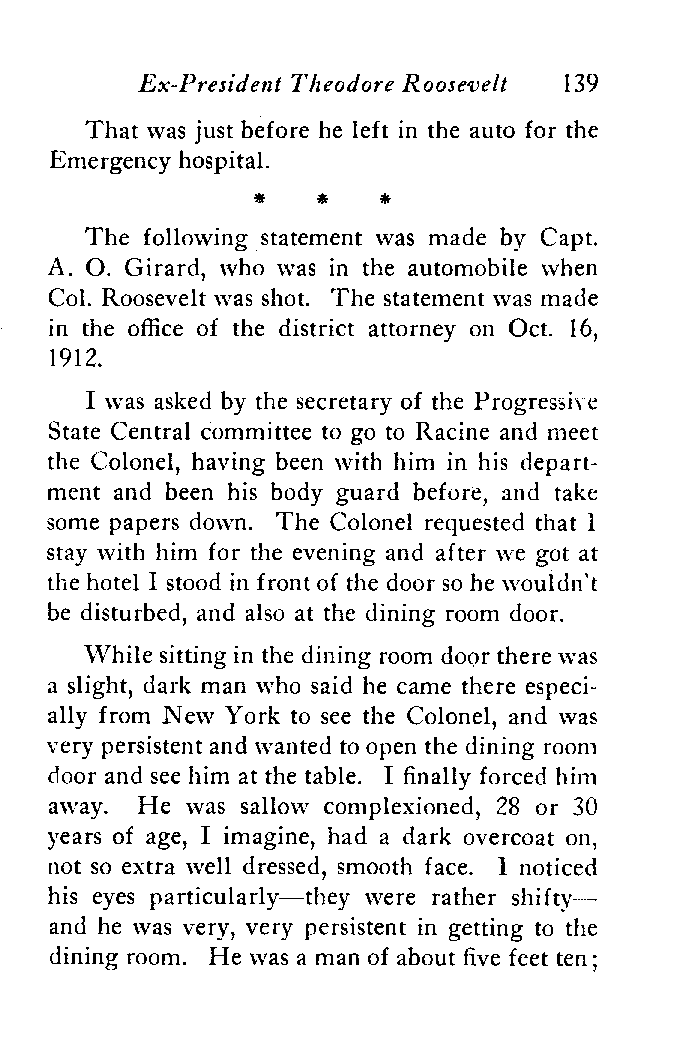 Ex-President Theodore Roosevelt 139
That was just before he left in the auto for the
Emergency hospital.
* * *
The following statement was made by Capt.
A. O. Girard, who was in the automobile when
Col. Roosevelt was shot. The statement was made
in the office of the district attorney on Oct. 16,
1912.
I was asked by the secretary of the Progressive
State Central committee to go to Racine and meet
the Colonel, having been with him in his depart-
ment and been his body guard before, and take
some papers down. The Colonel requested that I
stay with him for the evening and after we got at
the hotel I stood in front of the door so he wouldn't
be disturbed, and also at the dining room door.
While sitting in the dining room door there was
a slight, dark man who said he came there especi-
ally from New York to see the Colonel, and was
very persistent and wanted to open the dining room
door and see him at the table. I finally forced him
away. He was sallow complexioned, 28 or 30
years of age, I imagine, had a dark overcoat on,
not so extra well dressed, smooth face. I noticed
his eyes particularly—they were rather shifty—
and he was very, very persistent in getting to the
dining room. He was a man of about five feet ten;